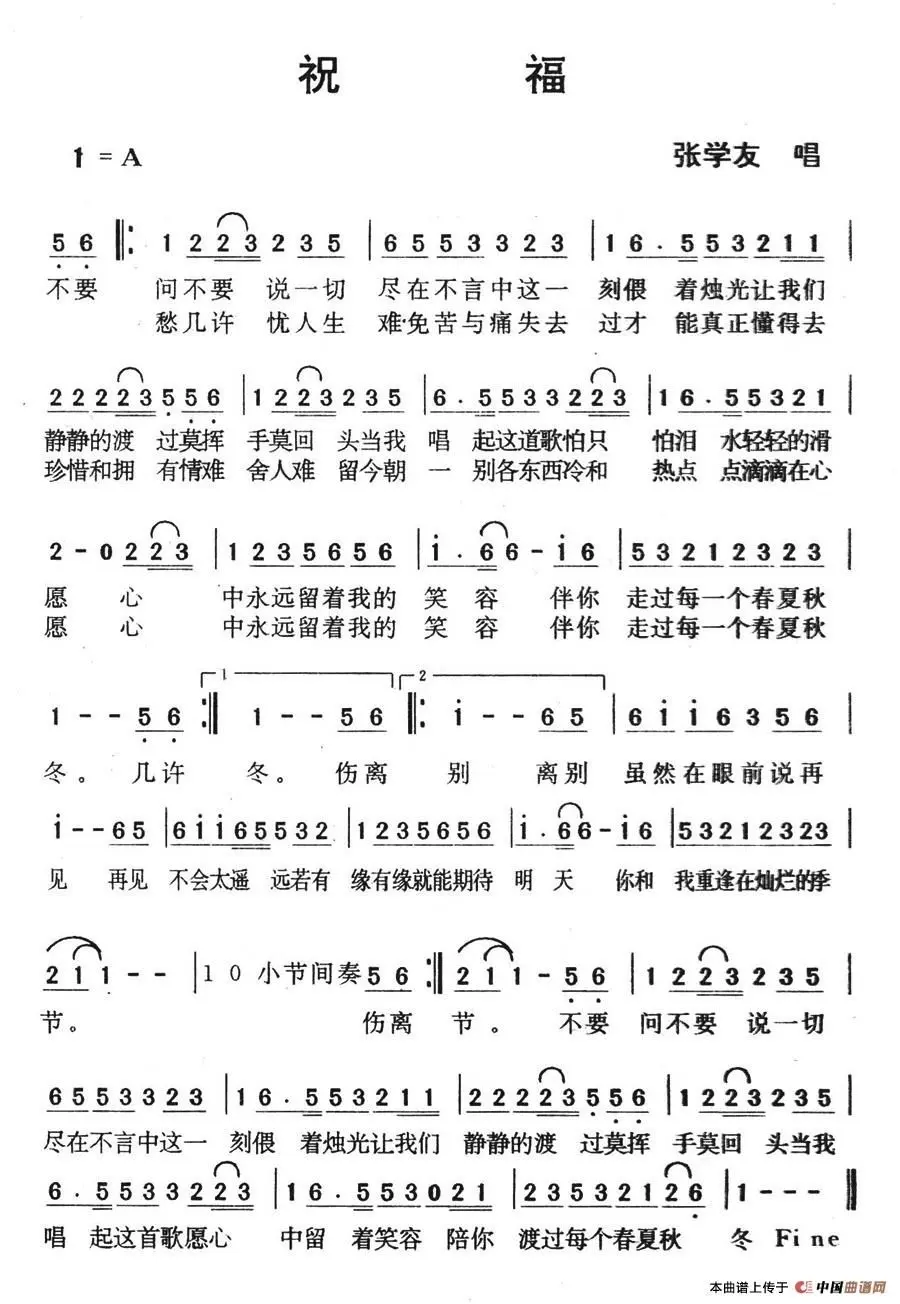 祝 福
1=A 张学友 唱
5 6 ‖: 1 2 2 3 2 3 5 | 6 5 5 3 3 2 3 | 1 6 . 5 5 3 2 1 1 |
不要 问不要 说一切 尽在不言中这一 刻偎 着烛光让我们
愁几许 忧人生 难·免苦与痛失去 过才 能真正懂得去
2 2 2 2 3 5 5 6 | 1 2 2 3 2 3 5 | 6 . 5 5 3 3 2 2 3 | 1 6 . 5 5 3 2 1
静静的渡 过莫挥 手莫回 头当我 唱 起这道歌怕只 怕泪 水轻轻的滑
珍惜和拥 有情难 舍人难 留今朝 一 别各东西冷和 热点 点滴滴在心
2 - 0 2 2 3 | 1 2 3 5 6 5 6 | i . 6 6 - i 6 | 5 3 2 1 2 3 2 3 |
愿 心 中永远留着我的 笑 容 伴你 走过每一个春夏秋
愿 心 中永远留着我的 笑 容 伴你 走过每一个春夏秋
1 2
1 - - 5 6 :‖ 1 - - 5 6 ‖: i - - 6 5 | 6 i i 6 3 5 6 |
冬。 几许 冬。 伤离 别 离别 虽然在眼前说再
i - - 6 5 | 6 i i 6 5 5 3 2 | 1 2 3 5 6 5 6 | i . 6 6 - i 6 | 5 3 2 1 2 3 2 3 |
见 再见 不会太遥 远若有 缘有缘就能期待 明 天 你和 我重逢在灿烂的季
2 1 1 - - | 1 0 小节间奏 5 6 :‖ 2 1 1 - 5 6 | 1 2 2 3 2 3 5 |
节。 伤离 节。 不要 问不要 说一切
6 5 5 3 3 2 3 | 1 6 . 5 5 3 2 1 1 | 2 2 2 2 3 5 5 6 | 1 2 2 3 2 3 5 |
尽在不言中这一 刻偎 着烛光让我们 静静的渡 过莫挥 手莫回 头当我
6 . 5 5 3 3 2 2 3 | 1 6 . 5 5 3 0 2 1 | 2 3 5 3 2 1 2 6 | 1 - - - ‖
唱 起这首歌愿心 中留 着笑容 陪你 渡过每个春夏秋 冬 Fine
本曲谱上传于 中国曲谱网